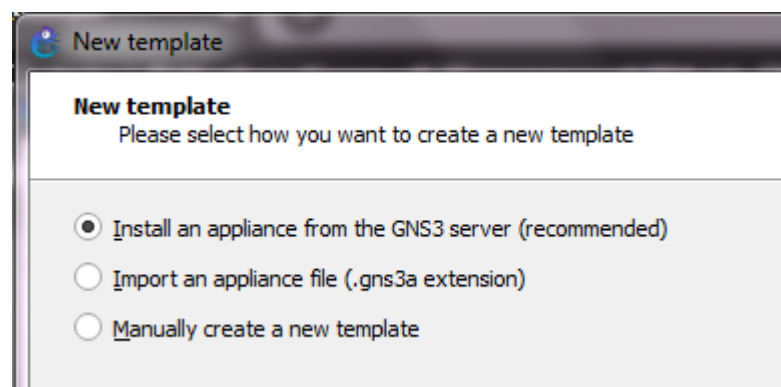 New template
New template
Please select how you want to create a new template
Install an appliance from the GNS3 server (recommended)
Import an appliance file (.gns3a extension)
Manually create a new template